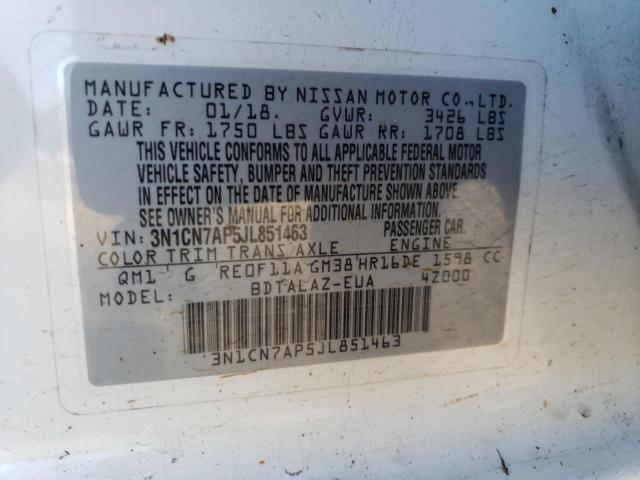 MANUFACTURED BY NISSAN MOTOR CO.,LTD.
DATE: 01/18. GVWR: 3426 LBS
GAWR FR: 1750 LBS GAWR RR: 1708 LBS
THIS VEHICLE CONFORMS TO ALL APPLICABLE FEDERAL MOTOR
VEHICLE SAFETY, BUMPER AND THEFT PREVENTION STANDARDS
IN EFFECT ON THE DATE OF MANUFACTURE SHOWN ABOVE.
SEE OWNER'S MANUAL FOR ADDITIONAL INFORMATION
VIN: 3N1CN7AP5JL851463 PASSENGER CAR.
COLOR TRIM TRANS AXLE ENGINE
QM1 G RE0F11A GM38 HR16DE 1598 CC
MODEL: BDTALAZ-EUA 4Z000
3N1CN7AP5JL851463